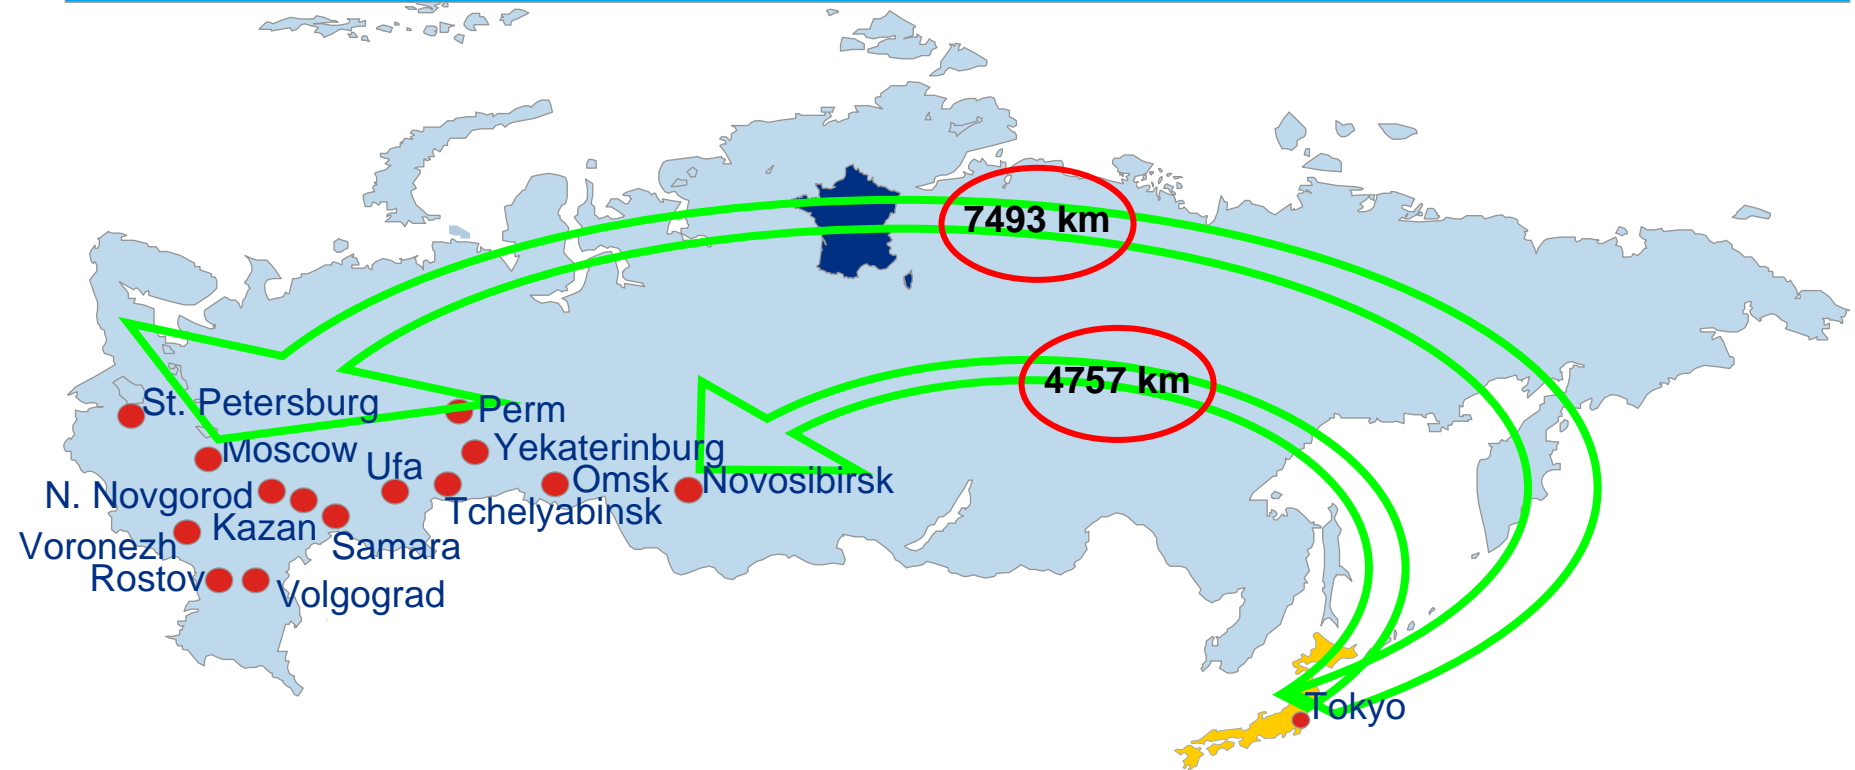 7493 km
4757 km
St. Petersburg
Perm
Moscow
Yekaterinburg
Ufa
Omsk
Novosibirsk
N. Novgorod
Tchelyabinsk
Kazan
Voronezh
Samara
Rostov
Volgograd
Tokyo